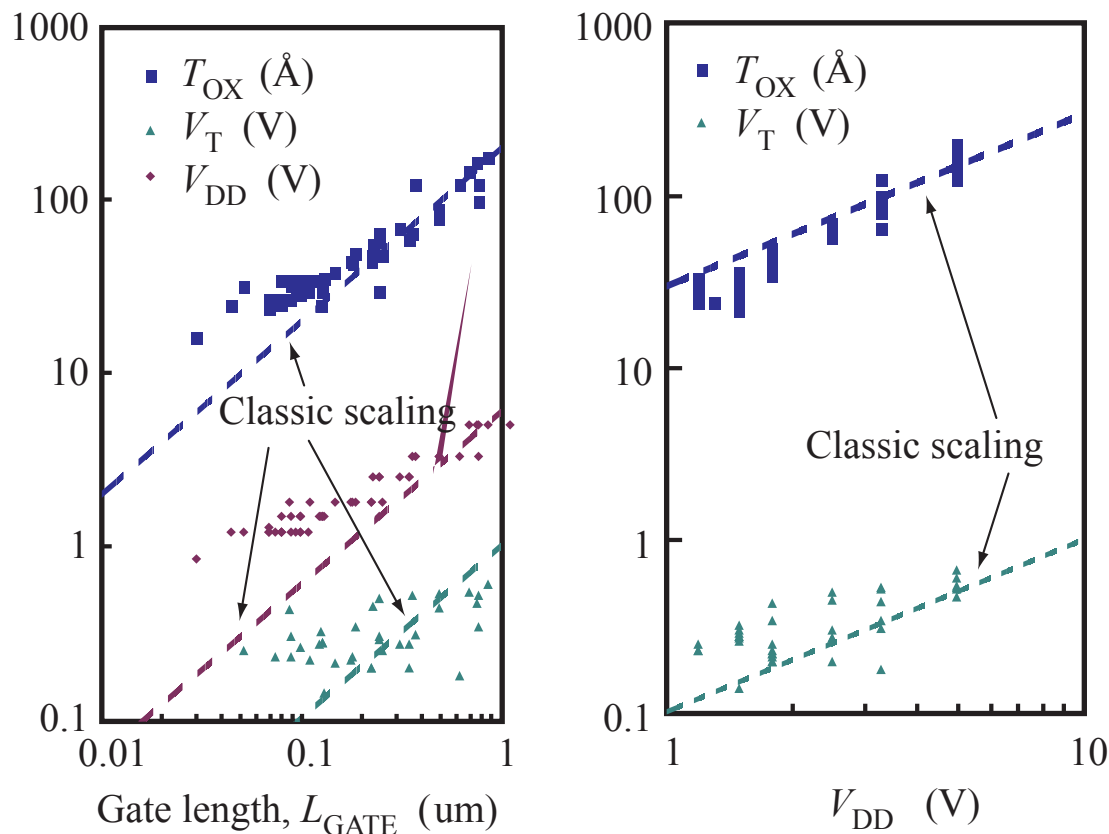 1000
100
10
1
0.1
T_OX (Å)
V_T (V)
V_DD (V)
Classic scaling
0.01
0.1
1
Gate length, L_GATE (um)
1000
100
10
1
0.1
T_OX (Å)
V_T (V)
Classic scaling
1
10
V_DD (V)